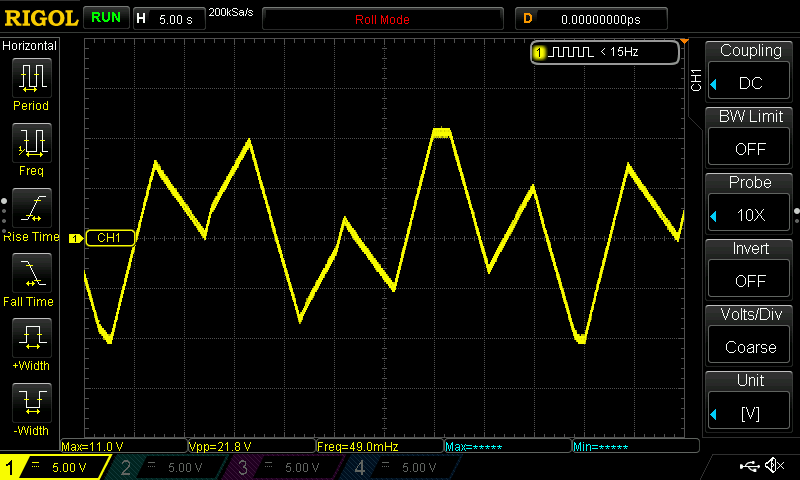 RIGOL RUN H 5.00 s 200kSa/s Roll Mode D 0.00000000ps
Horizontal
1 < 15Hz
Period
Freq
Rise Time
Fall Time
+Width
-Width
1 CH1
CH1
Coupling
DC
BW Limit
OFF
Probe
10X
Invert
OFF
Volts/Div
Coarse
Unit
[V]
Max=11.0 V Vpp=21.8 V Freq=49.0mHz Max=***** Min=*****
1 5.00 V 2 5.00 V 3 5.00 V 4 5.00 V